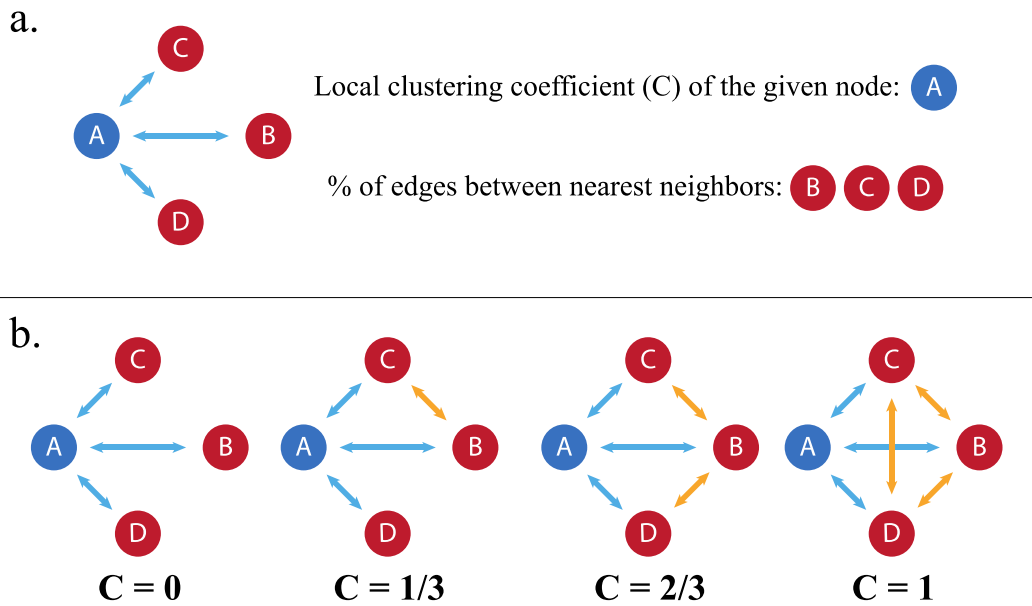 a.
C
A
B
D
Local clustering coefficient (C) of the given node: A
% of edges between nearest neighbors: B C D
b.
C
A
B
D
C = 0
C
A
B
D
C = 1/3
C
A
B
D
C = 2/3
C
A
B
D
C = 1